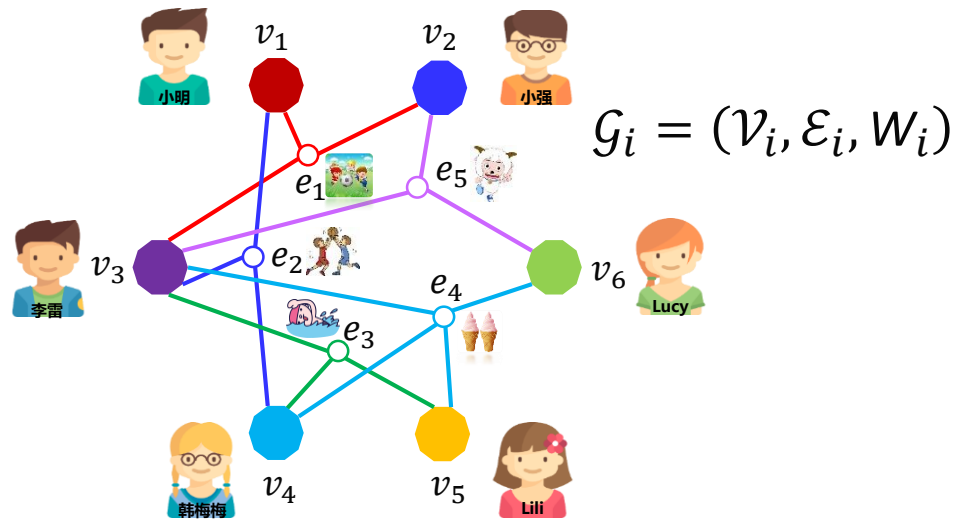 v₁
v₂
小明
小强
𝒢ᵢ = (𝒱ᵢ, ℰᵢ, Wᵢ)
e₁
e₅
v₃
e₂
v₆
李雷
e₄
Lucy
e₃
v₄
v₅
韩梅梅
Lili